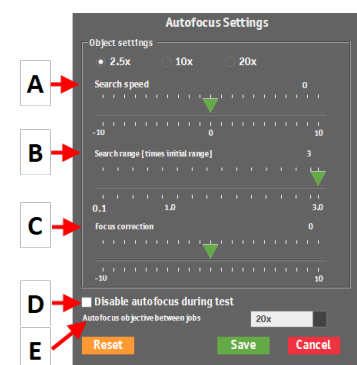 Autofocus Settings
Object settings
2.5x 10x 20x
A
Search speed 0
-10 0 10
B
Search range [times initial range] 3
0.1 1.0 3.0
C
Focus correction 0
-10 10
D
Disable autofocus during test
Autofocus objective between jobs 20x
E
Reset Save Cancel